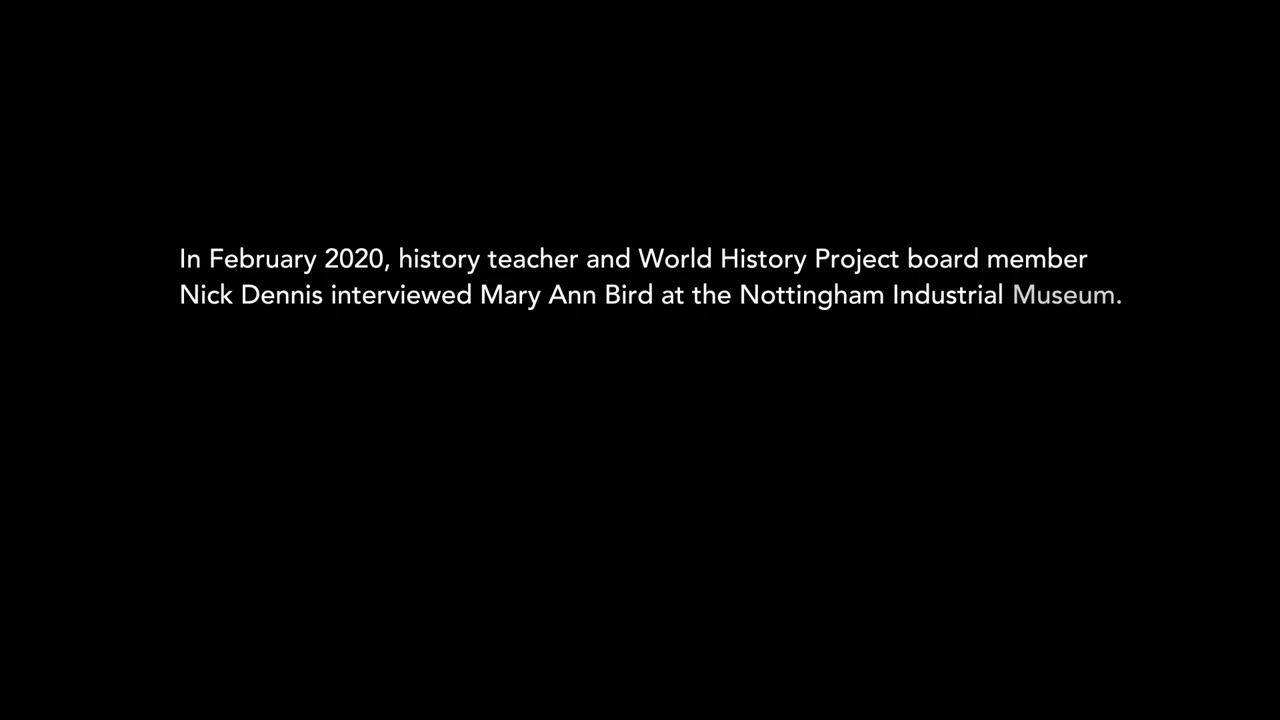 In February 2020, history teacher and World History Project board member
Nick Dennis interviewed Mary Ann Bird at the Nottingham Industrial Museum.